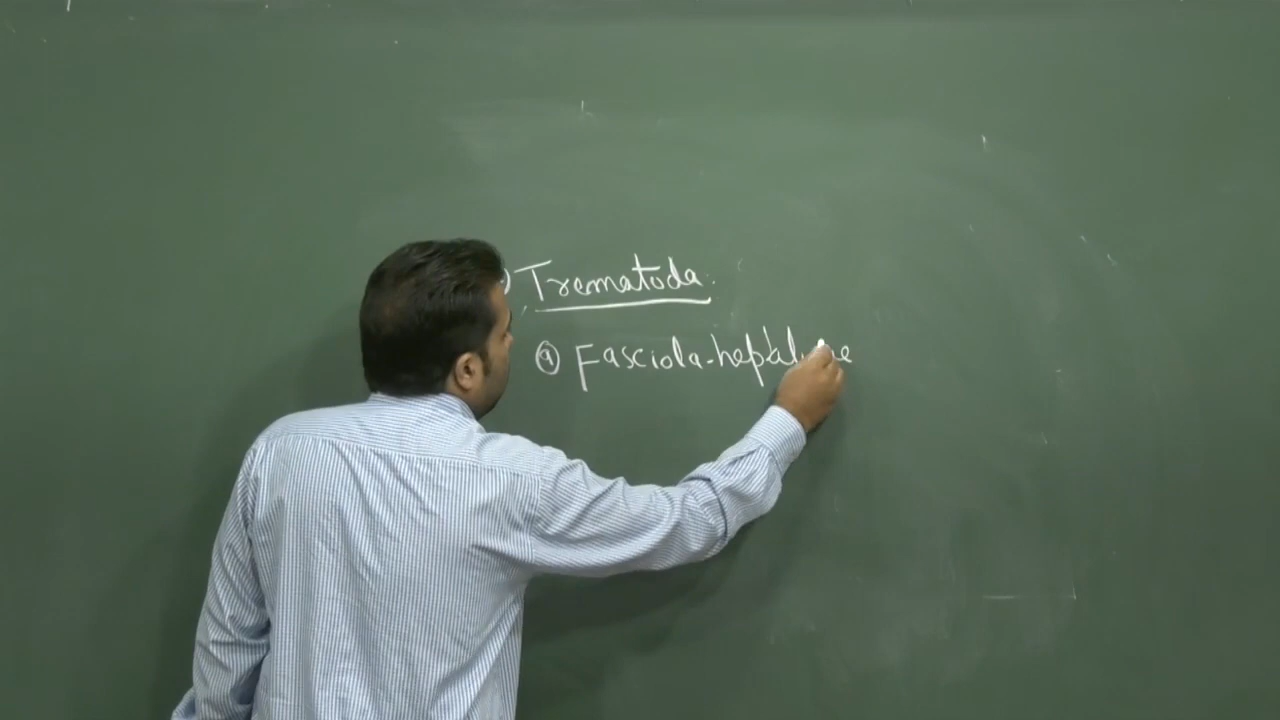 ) Trematoda.
ⓐ Fasciola-